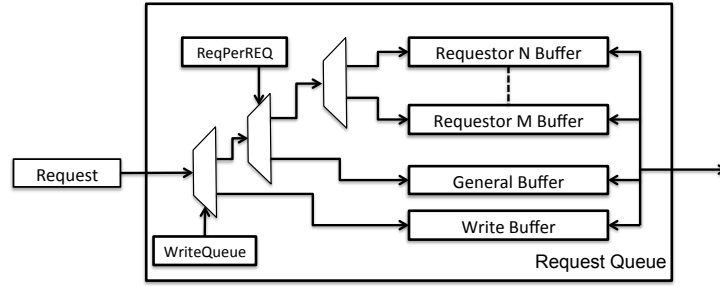 ReqPerREQ
Requestor N Buffer
Requestor M Buffer
Request
General Buffer
Write Buffer
WriteQueue
Request Queue